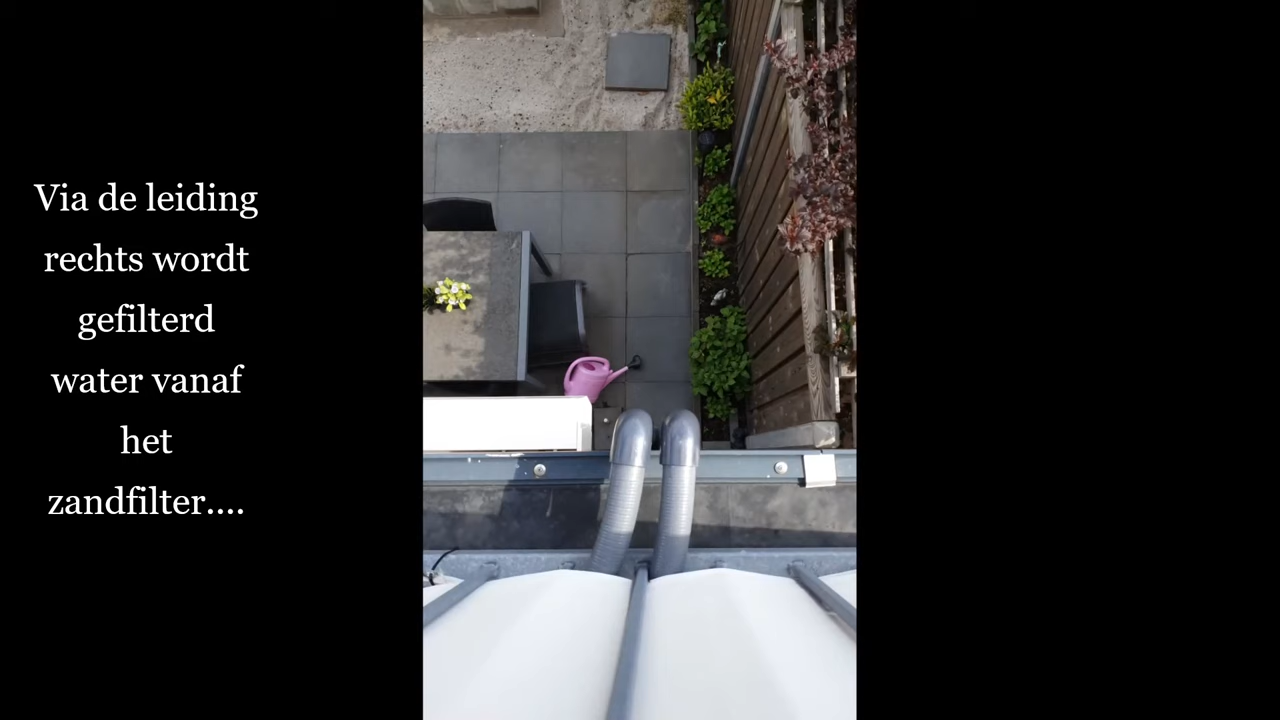 Via de leiding
rechts wordt
gefilterd
water vanaf
het
zandfilter....